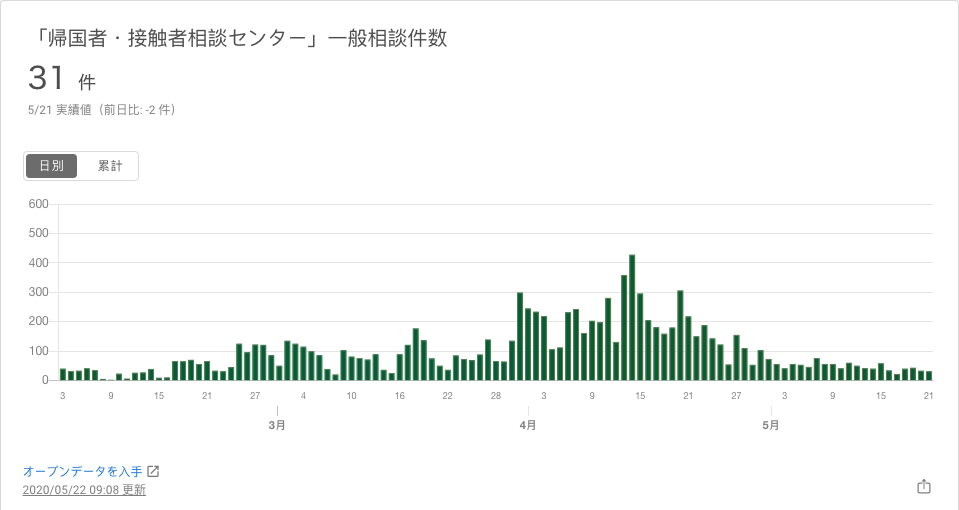 「帰国者・接触者相談センター」一般相談件数
31 件
5/21 実績値（前日比: -2 件）
日別 累計
600
500
400
300
200
100
0
3 9 15 21 27 4 10 16 22 28 3 9 15 21 27 3 9 15 21
3月 4月 5月
オープンデータを入手
2020/05/22 09:08 更新